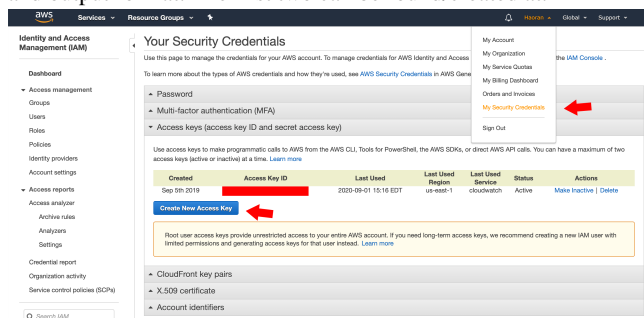 aws
Services
Resource Groups
Haoran
Global
Support
Identity and Access
Management (IAM)
Dashboard
Access management
Groups
Users
Roles
Policies
Identity providers
Account settings
Access reports
Access analyzer
Archive rules
Analyzers
Settings
Credential report
Organization activity
Service control policies (SCPs)
Search IAM
Your Security Credentials
Use this page to manage the credentials for your AWS account. To manage credentials for AWS Identity and Access
the IAM Console .
To learn more about the types of AWS credentials and how they're used, see AWS Security Credentials in AWS Gene
My Account
My Organization
My Service Quotas
My Billing Dashboard
Orders and Invoices
My Security Credentials
Sign Out
Password
Multi-factor authentication (MFA)
Access keys (access key ID and secret access key)
Use access keys to make programmatic calls to AWS from the AWS CLI, Tools for PowerShell, the AWS SDKs, or direct AWS API calls. You can have a maximum of two
access keys (active or inactive) at a time. Learn more
Created Access Key ID Last Used Last Used Region Last Used Service Status Actions
Sep 5th 2019 2020-09-01 15:16 EDT us-east-1 cloudwatch Active Make Inactive | Delete
Create New Access Key
Root user access keys provide unrestricted access to your entire AWS account. If you need long-term access keys, we recommend creating a new IAM user with
limited permissions and generating access keys for that user instead. Learn more
CloudFront key pairs
X.509 certificate
Account identifiers